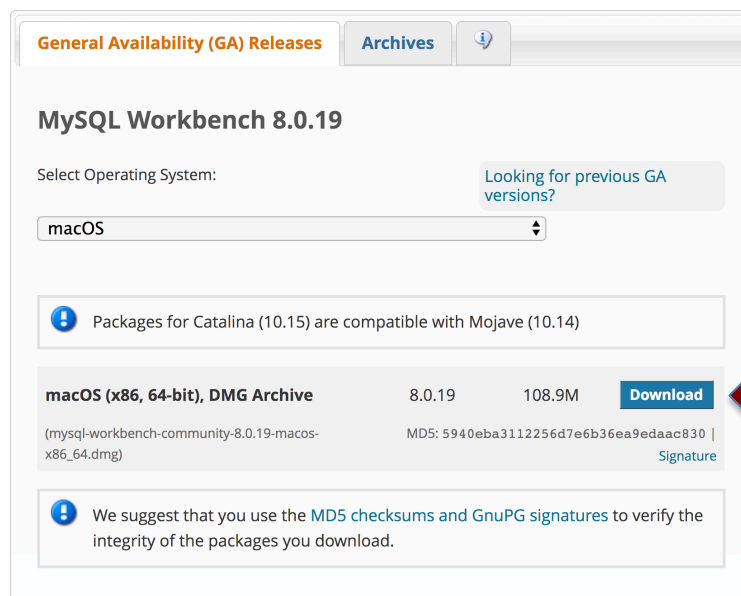 General Availability (GA) Releases
Archives
MySQL Workbench 8.0.19
Select Operating System:
Looking for previous GA
versions?
macOS
Packages for Catalina (10.15) are compatible with Mojave (10.14)
macOS (x86, 64-bit), DMG Archive 8.0.19 108.9M Download
(mysql-workbench-community-8.0.19-macos-
x86_64.dmg)
MD5: 5940eba3112256d7e6b36ea9edaac830 |
Signature
We suggest that you use the MD5 checksums and GnuPG signatures to verify the
integrity of the packages you download.